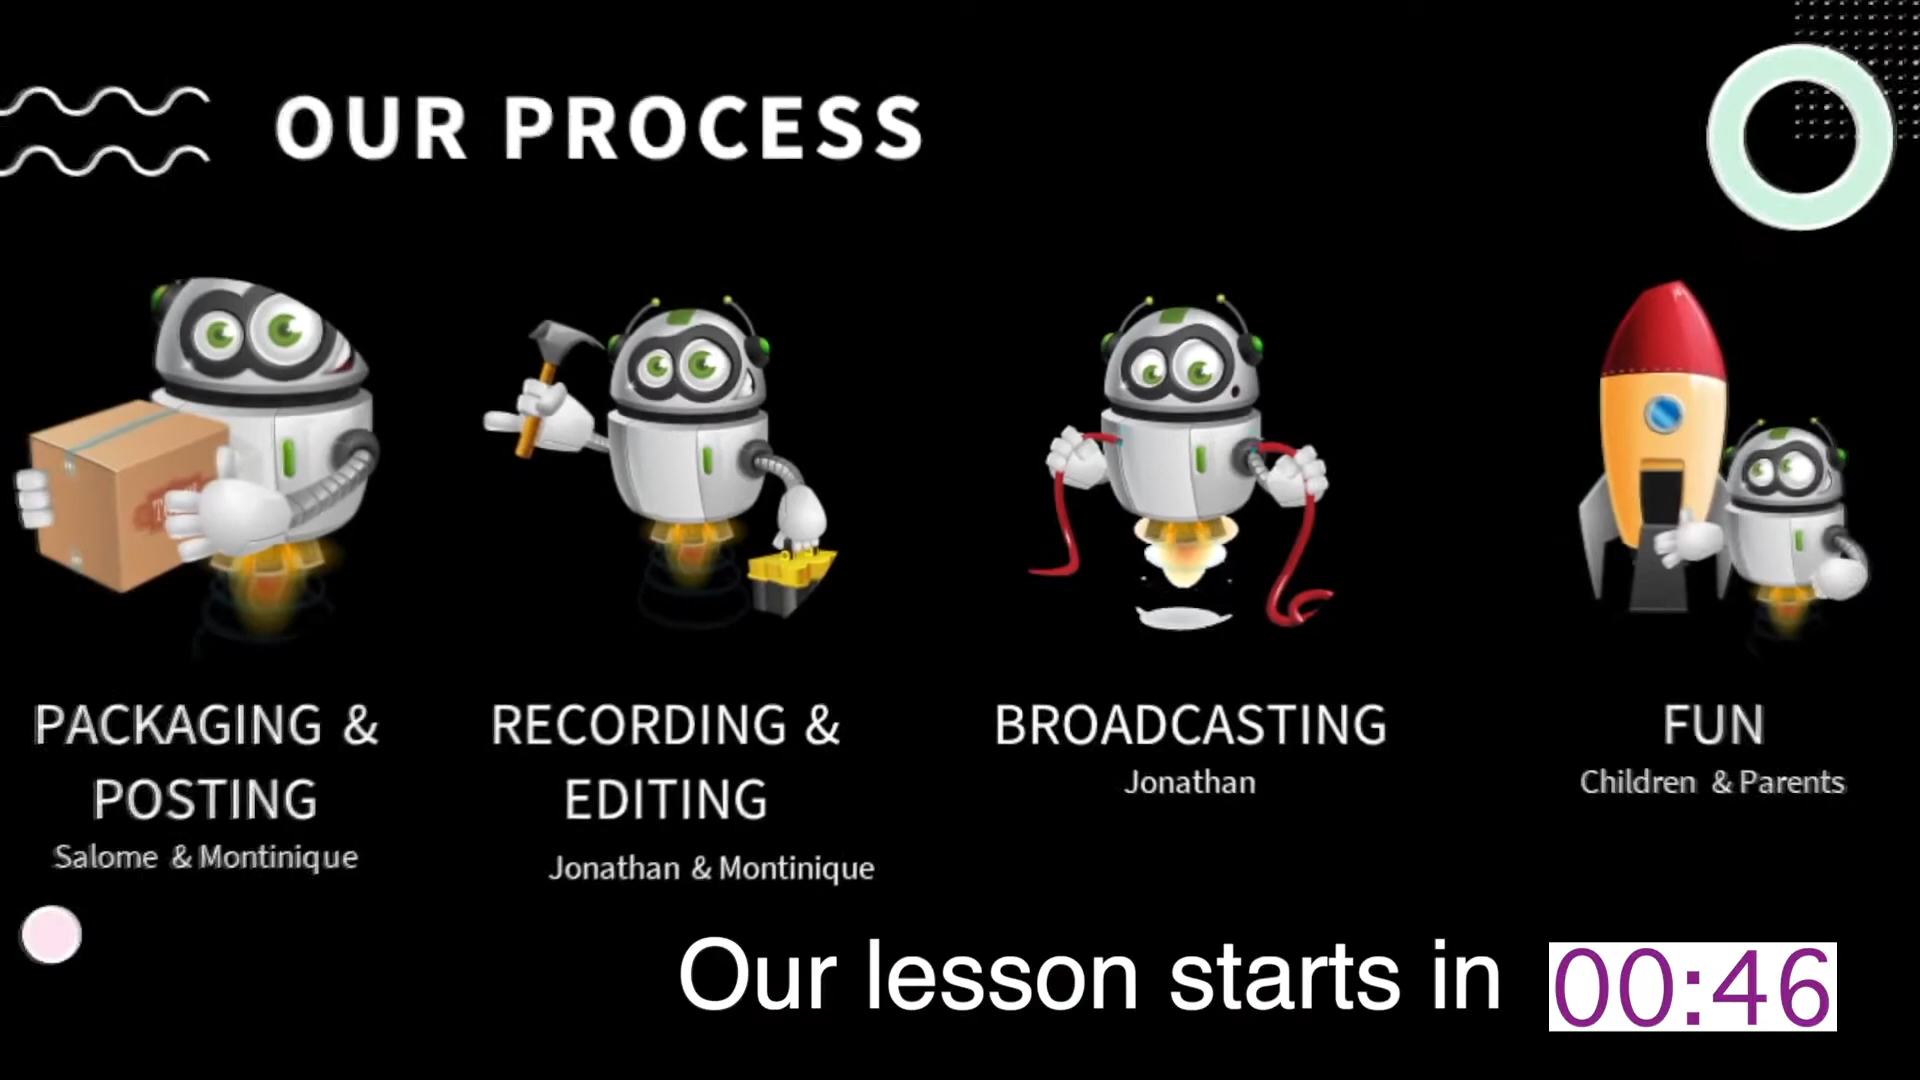 OUR PROCESS
PACKAGING &
POSTING
Salome & Montinique
RECORDING &
EDITING
Jonathan & Montinique
BROADCASTING
Jonathan
FUN
Children & Parents
Our lesson starts in 00:46